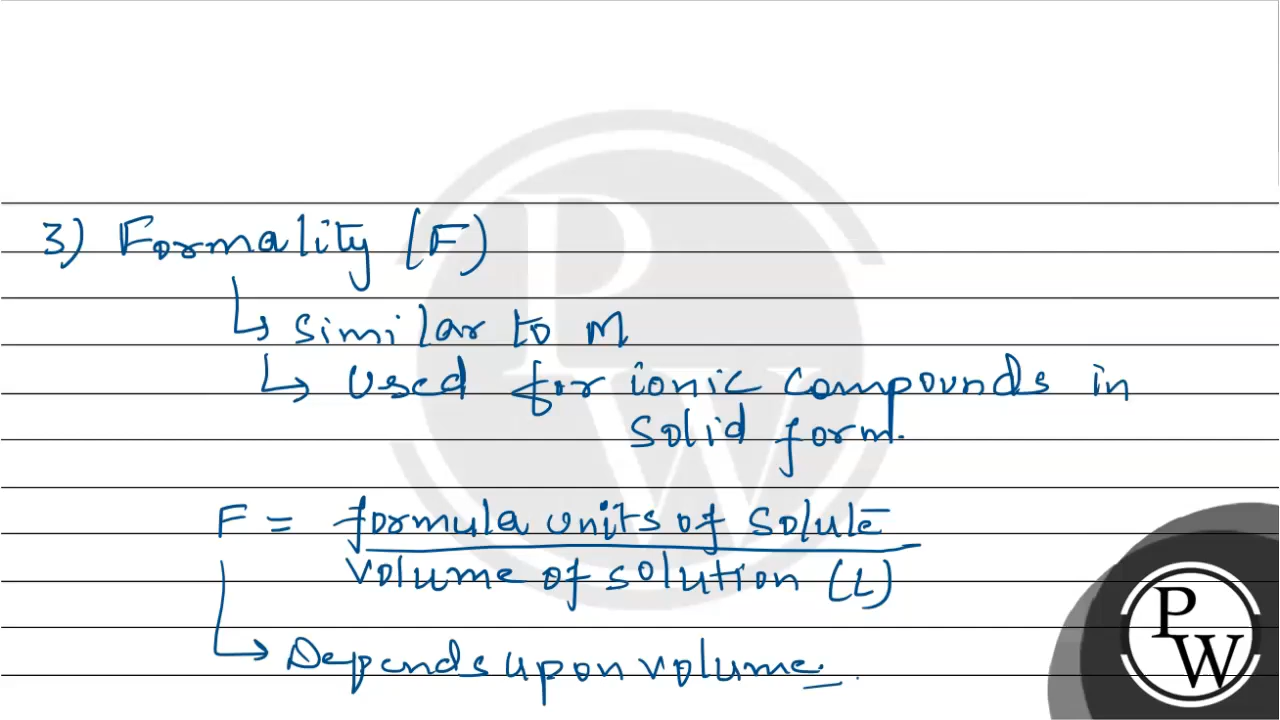 3) Formality (F)
↳ Similar to M
↳ Used for ionic compounds in
solid form.
F = formula units of solute
volume of solution (L)
↳ Depends upon volume.
P
W
P
W